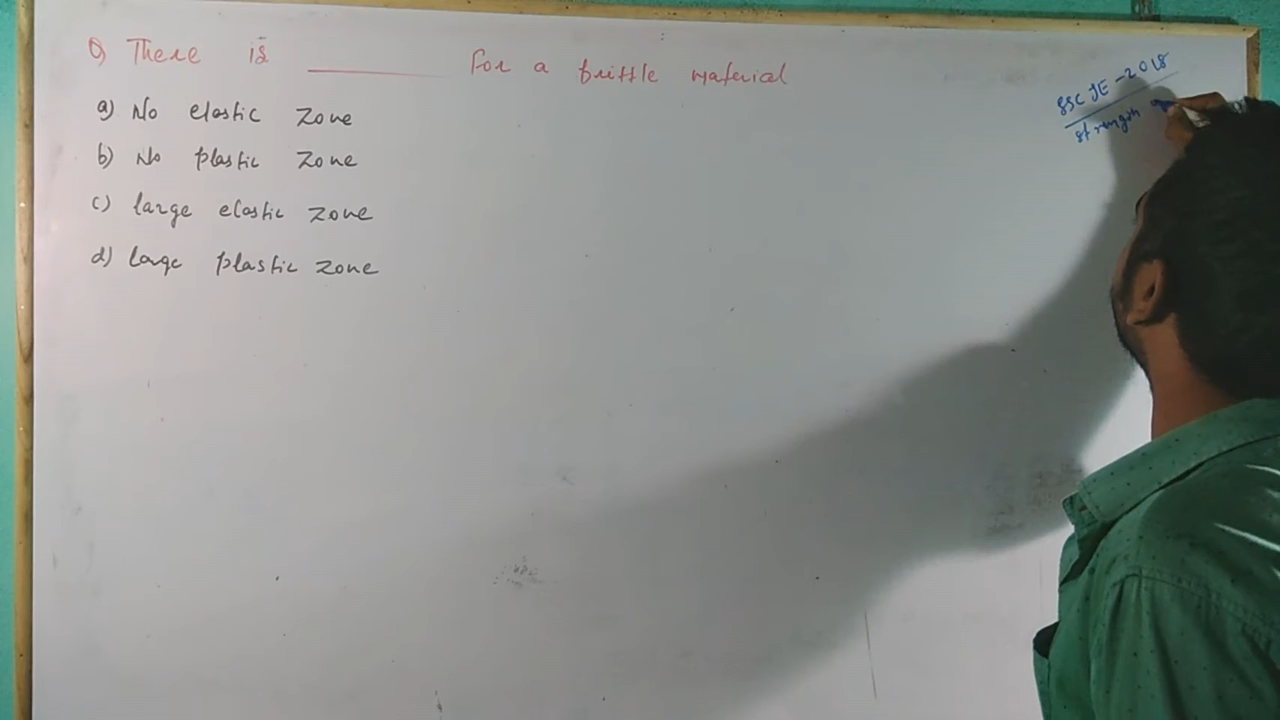 Q) There is ________ For a brittle material
a) No elastic zone
b) No plastic zone
c) large elastic zone
d) large plastic zone
SSC JE - 2018
strength